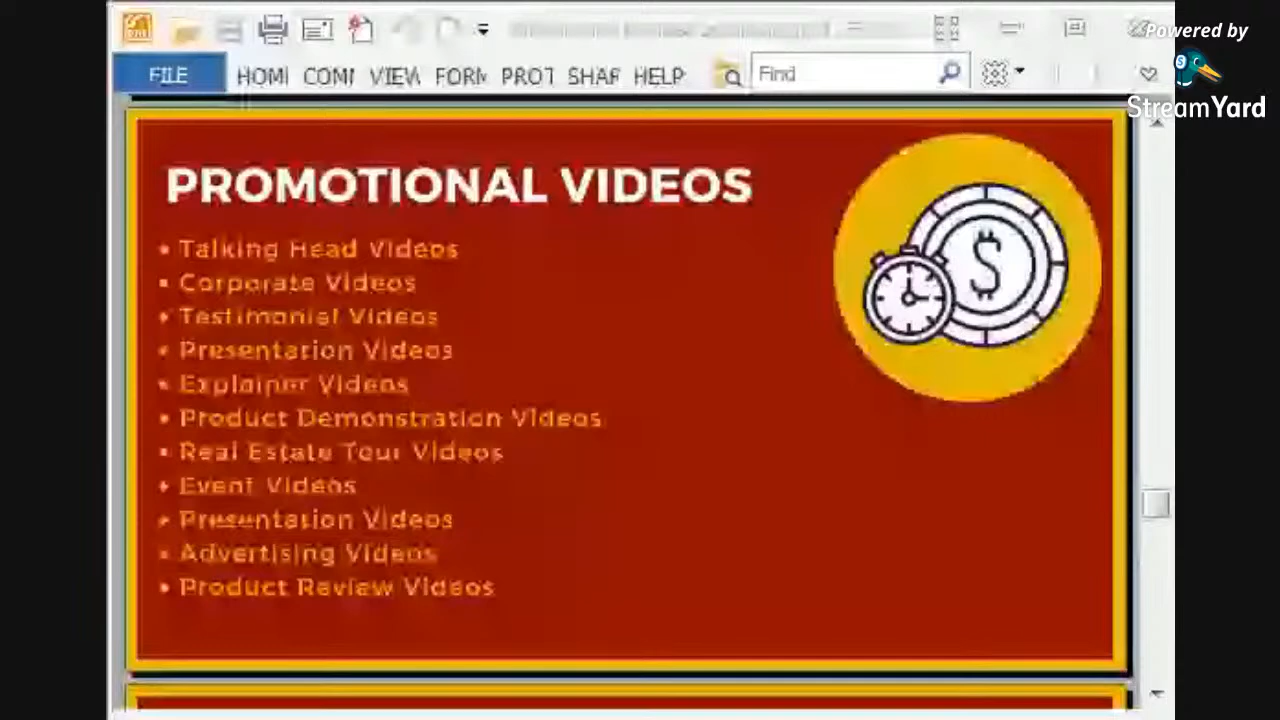 Powered by
StreamYard
FILE HOMI COMI VIEW FORM PROT SHAF HELP Find
PROMOTIONAL VIDEOS
• Talking Head Videos
• Corporate Videos
• Testimonial Videos
• Presentation Videos
• Explainer Videos
• Product Demonstration Videos
• Real Estate Tour Videos
• Event Videos
• Presentation Videos
• Advertising Videos
• Product Review Videos
$